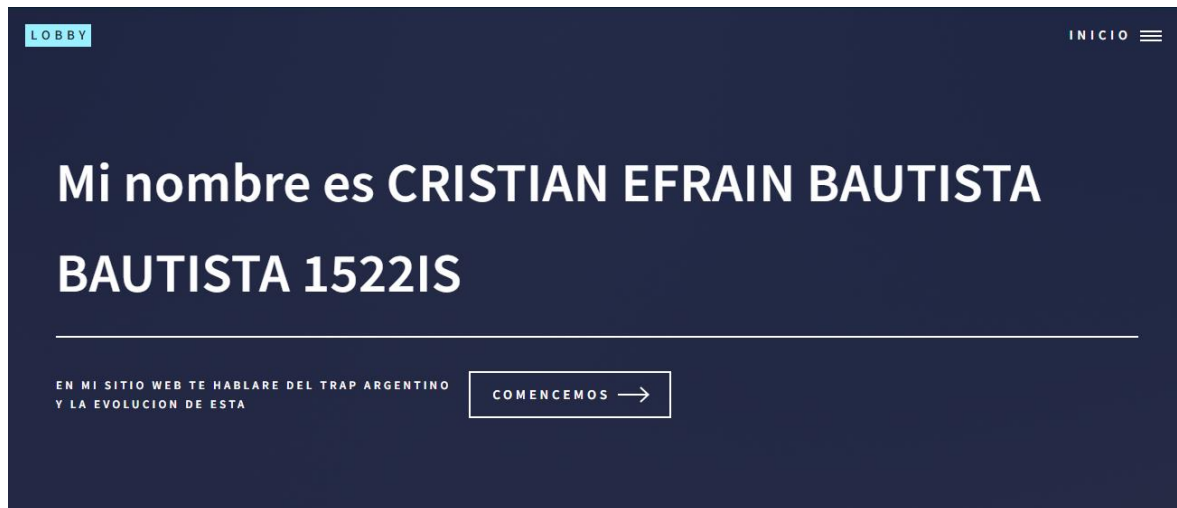 LOBBY
INICIO
Mi nombre es CRISTIAN EFRAIN BAUTISTA
BAUTISTA 1522IS
EN MI SITIO WEB TE HABLARE DEL TRAP ARGENTINO
Y LA EVOLUCION DE ESTA
COMENCEMOS